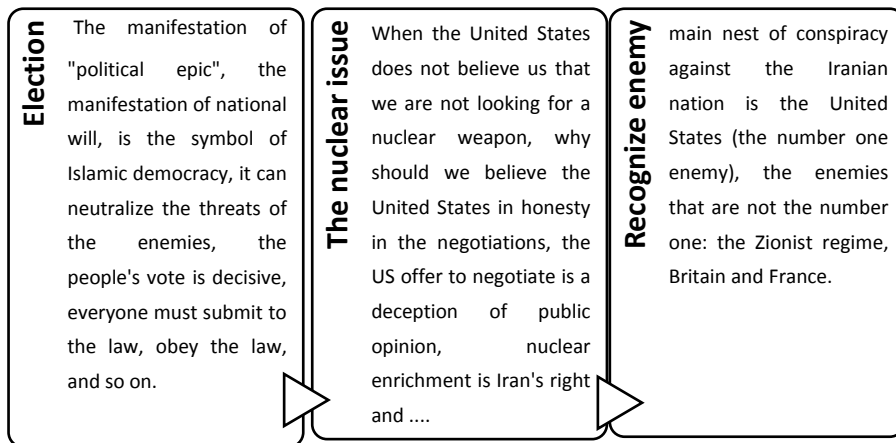 Election
The manifestation of
"political epic", the
manifestation of national
will, is the symbol of
Islamic democracy, it can
neutralize the threats of
the enemies, the
people's vote is decisive,
everyone must submit to
the law, obey the law,
and so on.
The nuclear issue
When the United States
does not believe us that
we are not looking for a
nuclear weapon, why
should we believe the
United States in honesty
in the negotiations, the
US offer to negotiate is a
deception of public
opinion, nuclear
enrichment is Iran's right
and ....
Recognize enemy
main nest of conspiracy
against the Iranian
nation is the United
States (the number one
enemy), the enemies
that are not the number
one: the Zionist regime,
Britain and France.